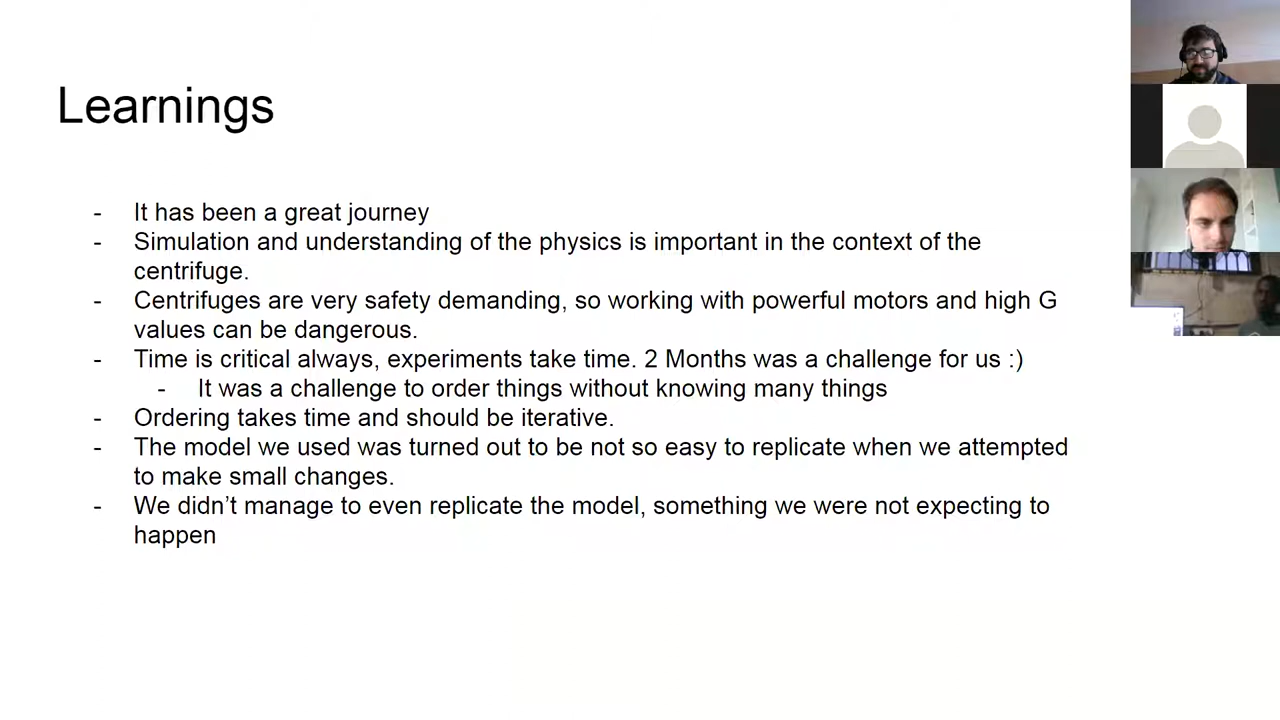 Learnings
- It has been a great journey
- Simulation and understanding of the physics is important in the context of the
centrifuge.
- Centrifuges are very safety demanding, so working with powerful motors and high G
values can be dangerous.
- Time is critical always, experiments take time. 2 Months was a challenge for us :)
- It was a challenge to order things without knowing many things
- Ordering takes time and should be iterative.
- The model we used was turned out to be not so easy to replicate when we attempted
to make small changes.
- We didn’t manage to even replicate the model, something we were not expecting to
happen